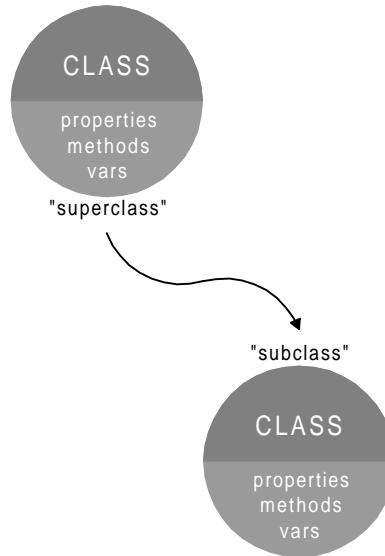 CLASS
properties
methods
vars
"superclass"
"subclass"
CLASS
properties
methods
vars